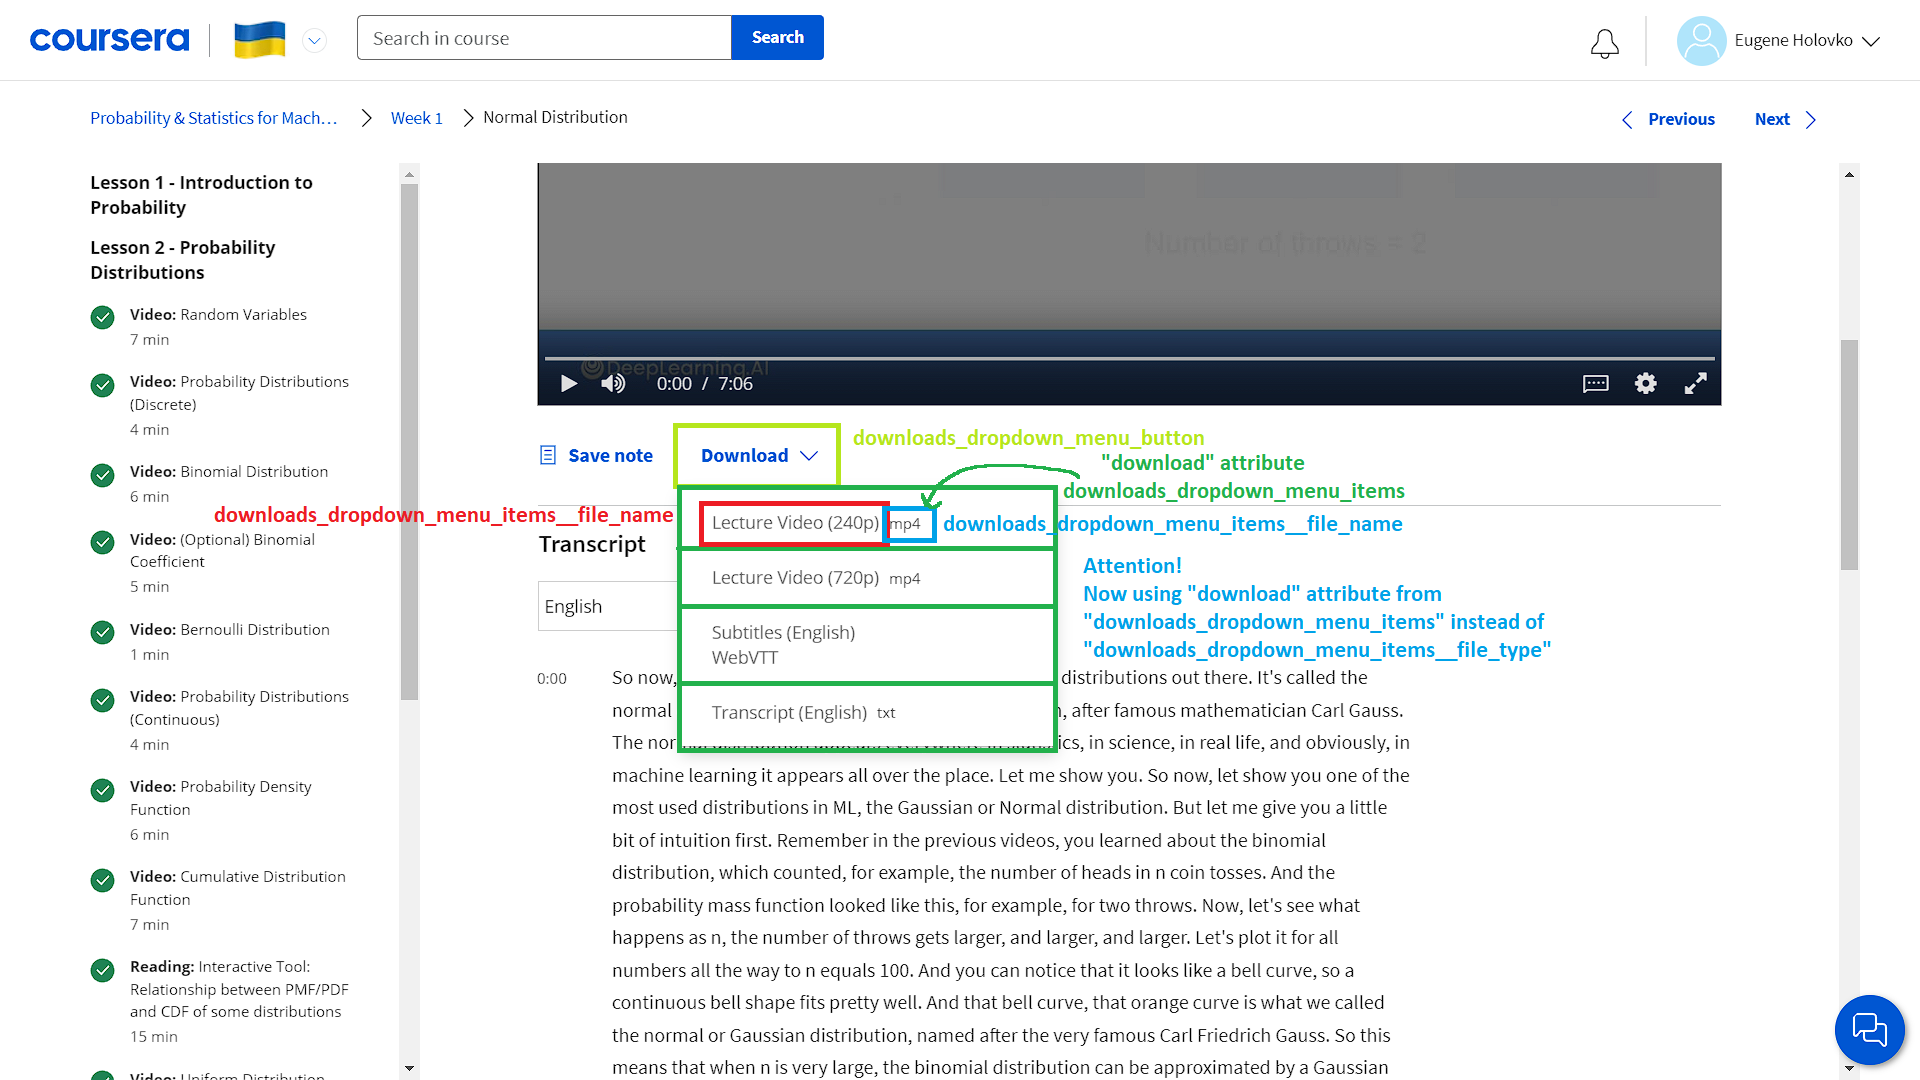 coursera
Search in course
Search
Eugene Holovko
Probability & Statistics for Mach…
Week 1
Normal Distribution
Previous
Next
Lesson 1 - Introduction to
Probability
Lesson 2 - Probability
Distributions
Video: Random Variables
7 min
Video: Probability Distributions
(Discrete)
4 min
Video: Binomial Distribution
6 min
Video: (Optional) Binomial
Coefficient
5 min
Video: Bernoulli Distribution
1 min
Video: Probability Distributions
(Continuous)
4 min
Video: Probability Density
Function
6 min
Video: Cumulative Distribution
Function
7 min
Reading: Interactive Tool:
Relationship between PMF/PDF
and CDF of some distributions
15 min
Video: Uniform Distribution
Number of throws = 2
DeepLearning.AI
0:00 / 7:06
Save note
Download
downloads_dropdown_menu_button
"download" attribute
downloads_dropdown_menu_items
downloads_dropdown_menu_items__file_name
Lecture Video (240p) mp4
downloads_dropdown_menu_items__file_name
Transcript
Lecture Video (720p) mp4
Attention!
Now using "download" attribute from
"downloads_dropdown_menu_items" instead of
"downloads_dropdown_menu_items__file_type"
English
Subtitles (English)
WebVTT
Transcript (English) txt
0:00
So now, distributions out there. It's called the
normal , after famous mathematician Carl Gauss.
The in science, in real life, and obviously, in
machine learning it appears all over the place. Let me show you. So now, let show you one of the
most used distributions in ML, the Gaussian or Normal distribution. But let me give you a little
bit of intuition first. Remember in the previous videos, you learned about the binomial
distribution, which counted, for example, the number of heads in n coin tosses. And the
probability mass function looked like this, for example, for two throws. Now, let's see what
happens as n, the number of throws gets larger, and larger, and larger. Let's plot it for all
numbers all the way to n equals 100. And you can notice that it looks like a bell curve, so a
continuous bell shape fits pretty well. And that bell curve, that orange curve is what we called
the normal or Gaussian distribution, named after the very famous Carl Friedrich Gauss. So this
means that when n is very large, the binomial distribution can be approximated by a Gaussian